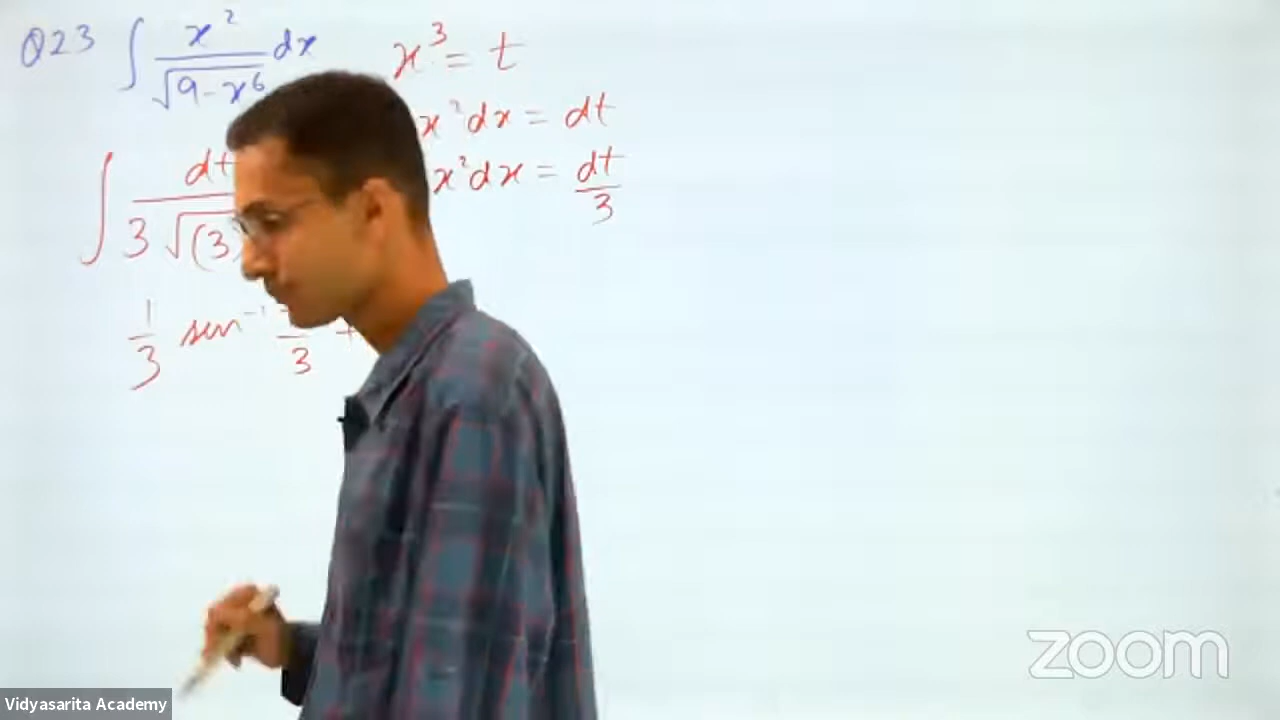 Q23 ∫ x²/√(9-x⁶) dx
x³ = t
x²dx = dt
x²dx = dt/3
∫ dt / 3√(3)
1/3 sin⁻¹ /3 +
zoom
Vidyasarita Academy